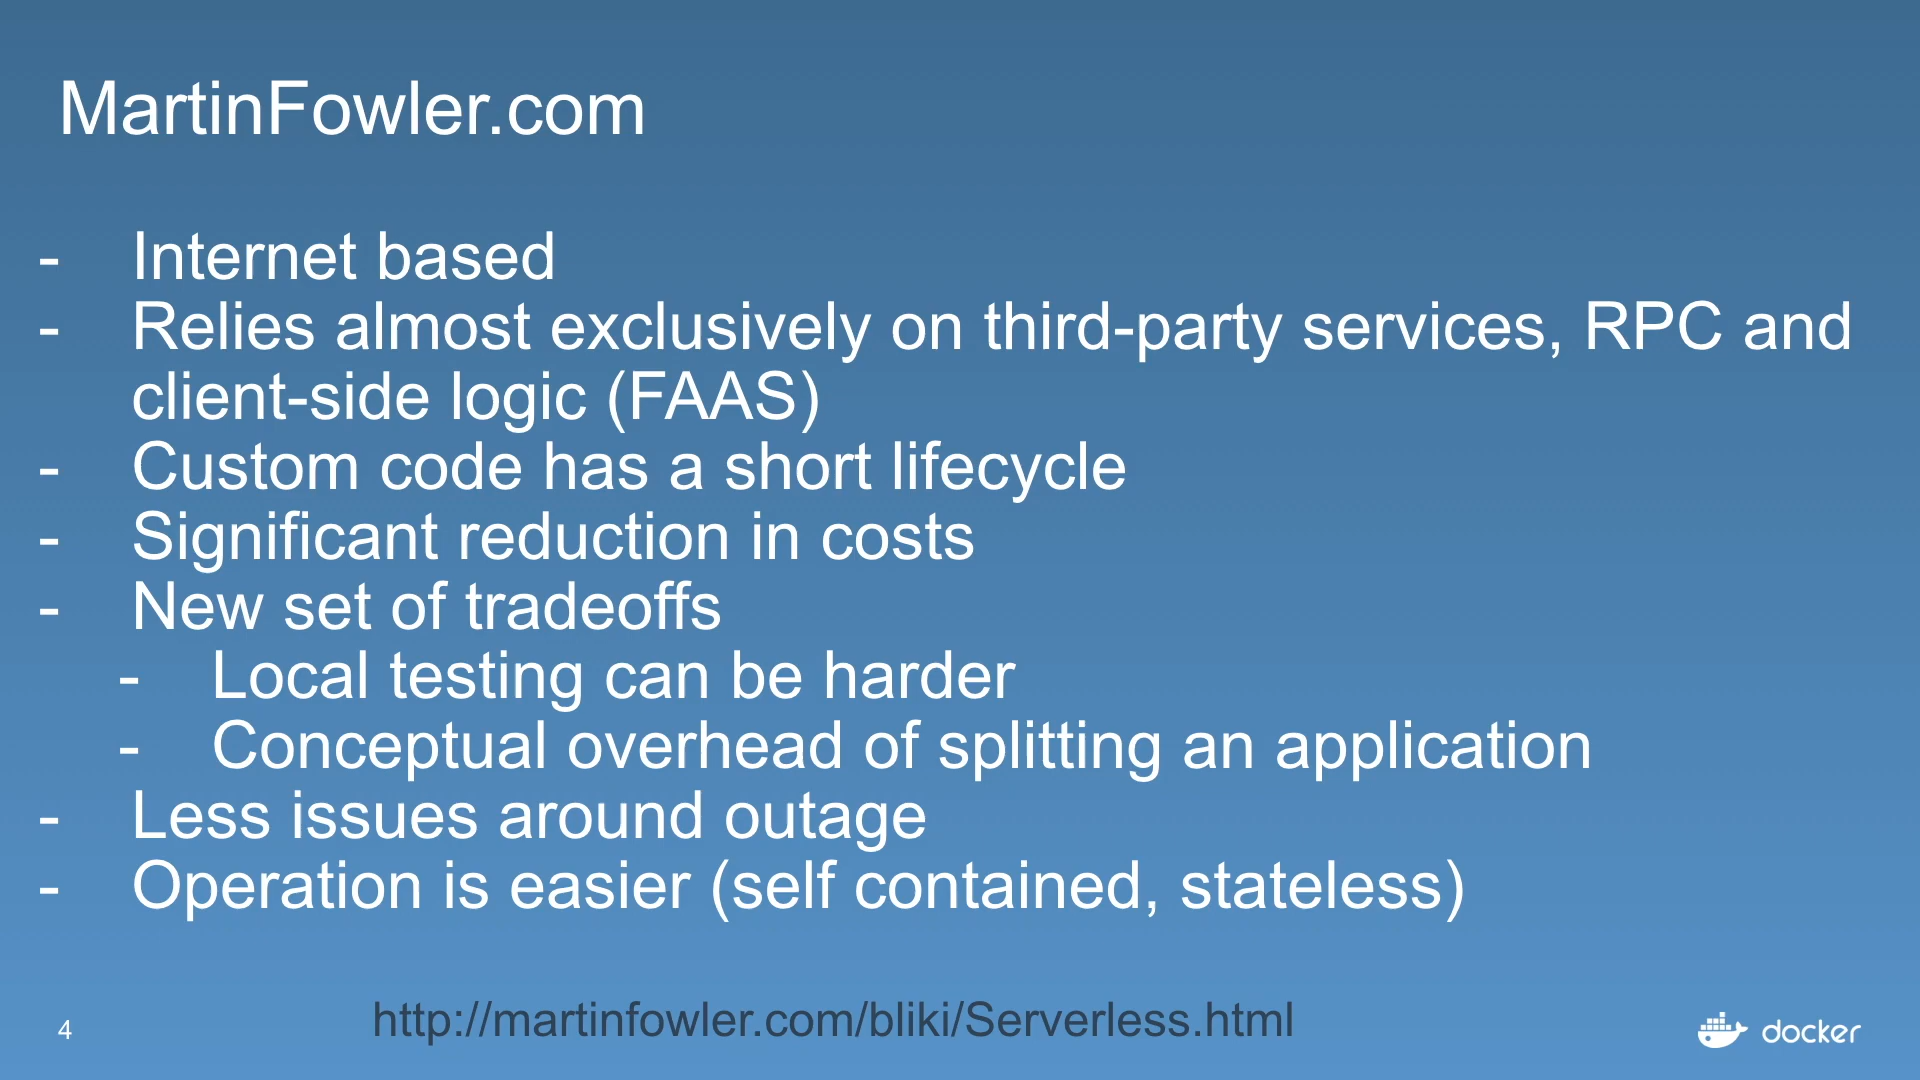 MartinFowler.com
- Internet based
- Relies almost exclusively on third-party services, RPC and
client-side logic (FAAS)
- Custom code has a short lifecycle
- Significant reduction in costs
- New set of tradeoffs
- Local testing can be harder
- Conceptual overhead of splitting an application
- Less issues around outage
- Operation is easier (self contained, stateless)
http://martinfowler.com/bliki/Serverless.html
4
docker